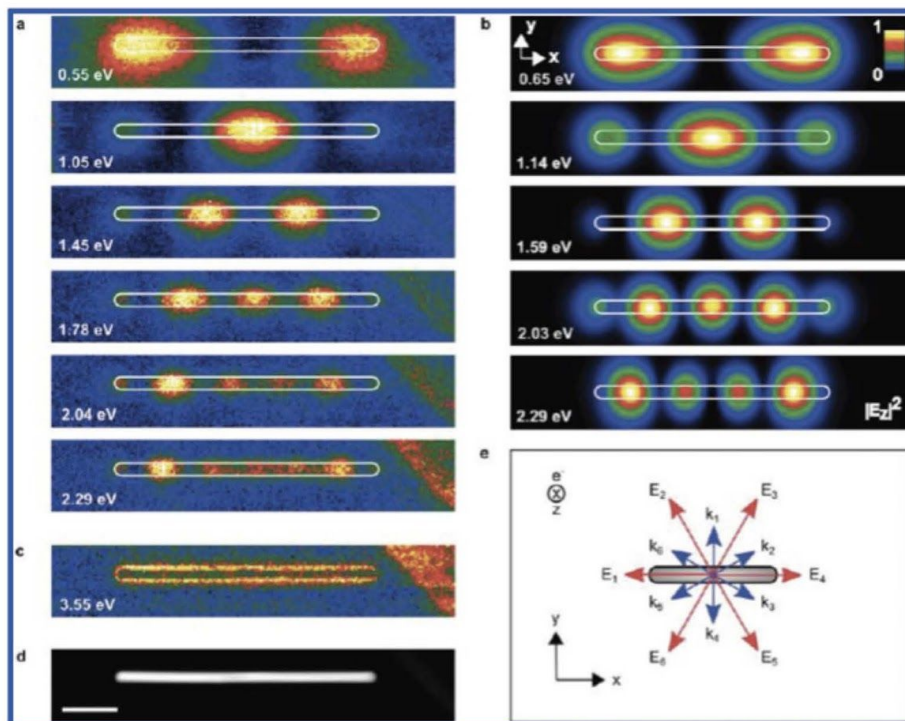 a
0.55 eV
1.05 eV
1.45 eV
1.78 eV
2.04 eV
2.29 eV
c
3.55 eV
d
b
y
x
1
0
0.65 eV
1.14 eV
1.59 eV
2.03 eV
2.29 eV
|Ez|²
e
e⁻
z
E₂
E₃
k₁
k₆
k₂
E₁
E₄
k₅
k₃
k₄
E₆
E₅
y
x